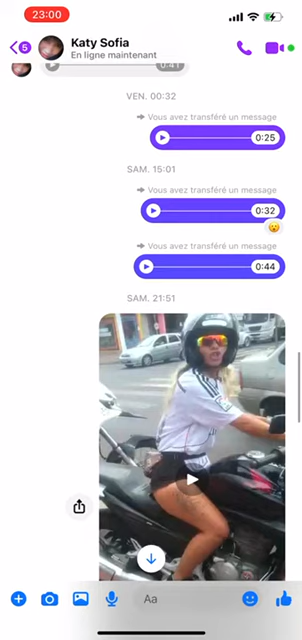 23:00
5
Katy Sofia
En ligne maintenant
0:41
VEN. 00:32
Vous avez transféré un message
0:25
SAM. 15:01
Vous avez transféré un message
0:32
Vous avez transféré un message
0:44
SAM. 21:51
Aa